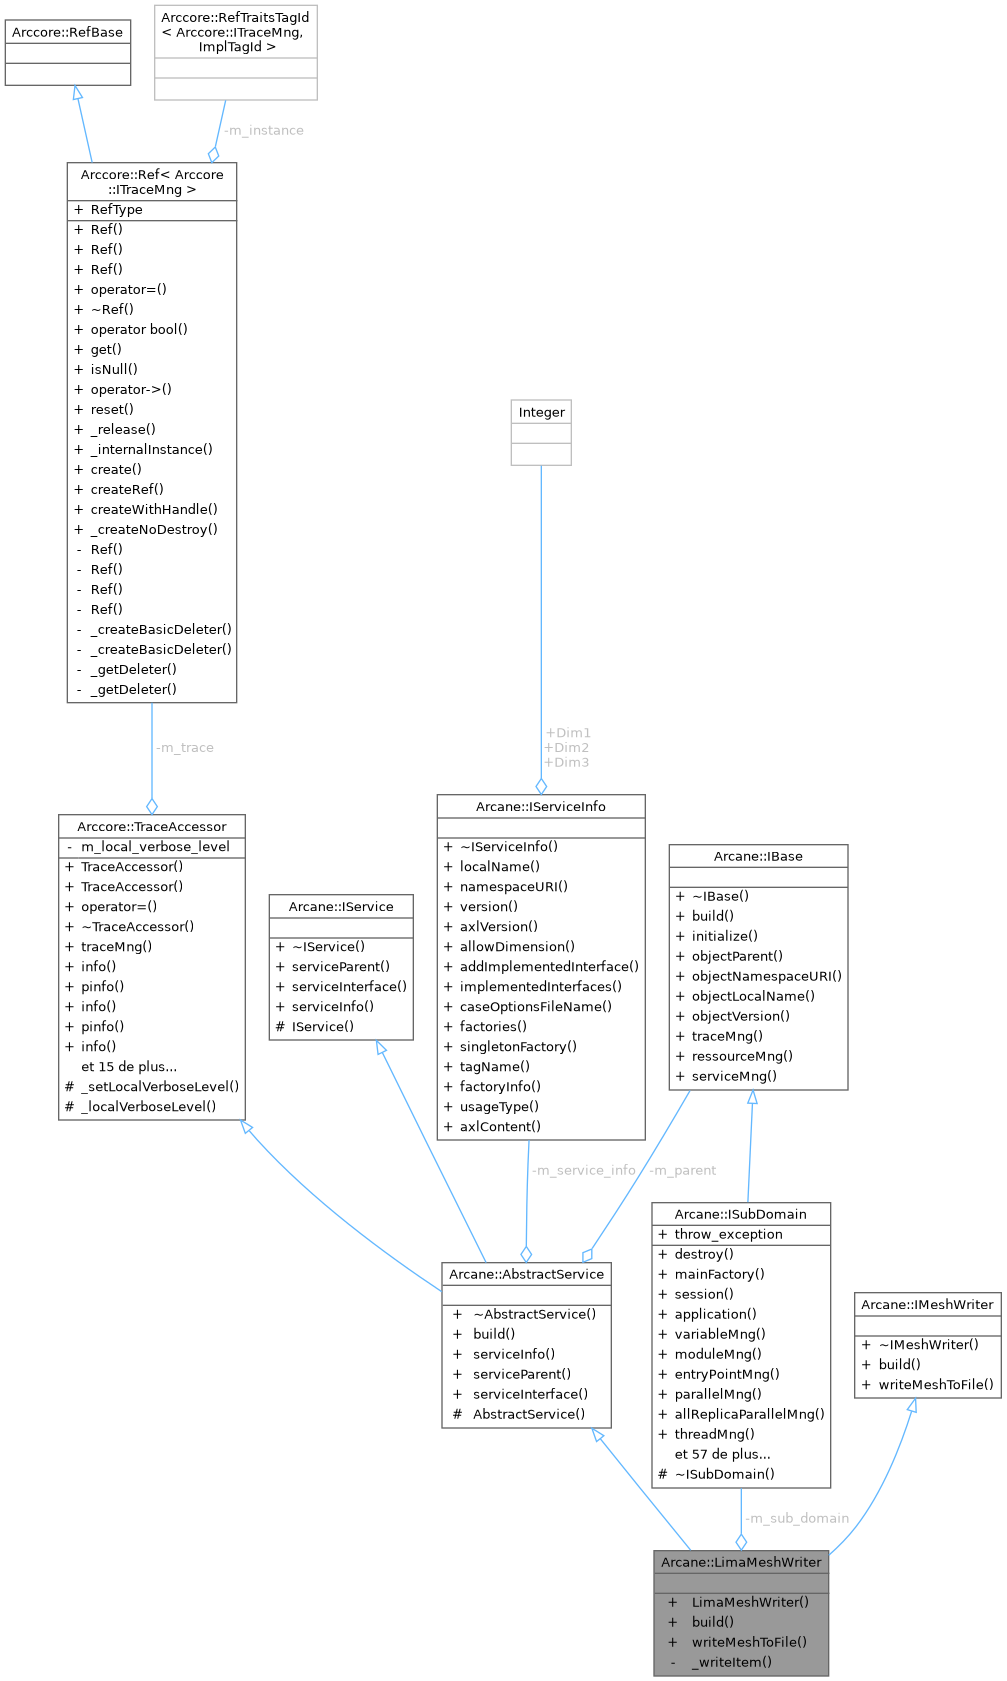 Arccore::RefBase
Arccore::RefTraitsTagId
< Arccore::ITraceMng,
ImplTagId >
-m_instance
Arccore::Ref< Arccore
::ITraceMng >
+ RefType
+ Ref()
+ Ref()
+ Ref()
+ operator=()
+ ~Ref()
+ operator bool()
+ get()
+ isNull()
+ operator->()
+ reset()
+ _release()
+ _internalInstance()
+ create()
+ createRef()
+ createWithHandle()
+ _createNoDestroy()
- Ref()
- Ref()
- Ref()
- Ref()
- _createBasicDeleter()
- _createBasicDeleter()
- _getDeleter()
- _getDeleter()
-m_trace
Integer
+Dim1
+Dim2
+Dim3
Arccore::TraceAccessor
- m_local_verbose_level
+ TraceAccessor()
+ TraceAccessor()
+ operator=()
+ ~TraceAccessor()
+ traceMng()
+ info()
+ pinfo()
+ info()
+ pinfo()
+ info()
et 15 de plus...
# _setLocalVerboseLevel()
# _localVerboseLevel()
Arcane::IService
+ ~IService()
+ serviceParent()
+ serviceInterface()
+ serviceInfo()
# IService()
Arcane::IServiceInfo
+ ~IServiceInfo()
+ localName()
+ namespaceURI()
+ version()
+ axlVersion()
+ allowDimension()
+ addImplementedInterface()
+ implementedInterfaces()
+ caseOptionsFileName()
+ factories()
+ singletonFactory()
+ tagName()
+ factoryInfo()
+ usageType()
+ axlContent()
Arcane::IBase
+ ~IBase()
+ build()
+ initialize()
+ objectParent()
+ objectNamespaceURI()
+ objectLocalName()
+ objectVersion()
+ traceMng()
+ ressourceMng()
+ serviceMng()
-m_service_info
-m_parent
Arcane::AbstractService
+ ~AbstractService()
+ build()
+ serviceInfo()
+ serviceParent()
+ serviceInterface()
# AbstractService()
Arcane::ISubDomain
+ throw_exception
+ destroy()
+ mainFactory()
+ session()
+ application()
+ variableMng()
+ moduleMng()
+ entryPointMng()
+ parallelMng()
+ allReplicaParallelMng()
+ threadMng()
et 57 de plus...
# ~ISubDomain()
Arcane::IMeshWriter
+ ~IMeshWriter()
+ build()
+ writeMeshToFile()
-m_sub_domain
Arcane::LimaMeshWriter
+ LimaMeshWriter()
+ build()
+ writeMeshToFile()
- _writeItem()